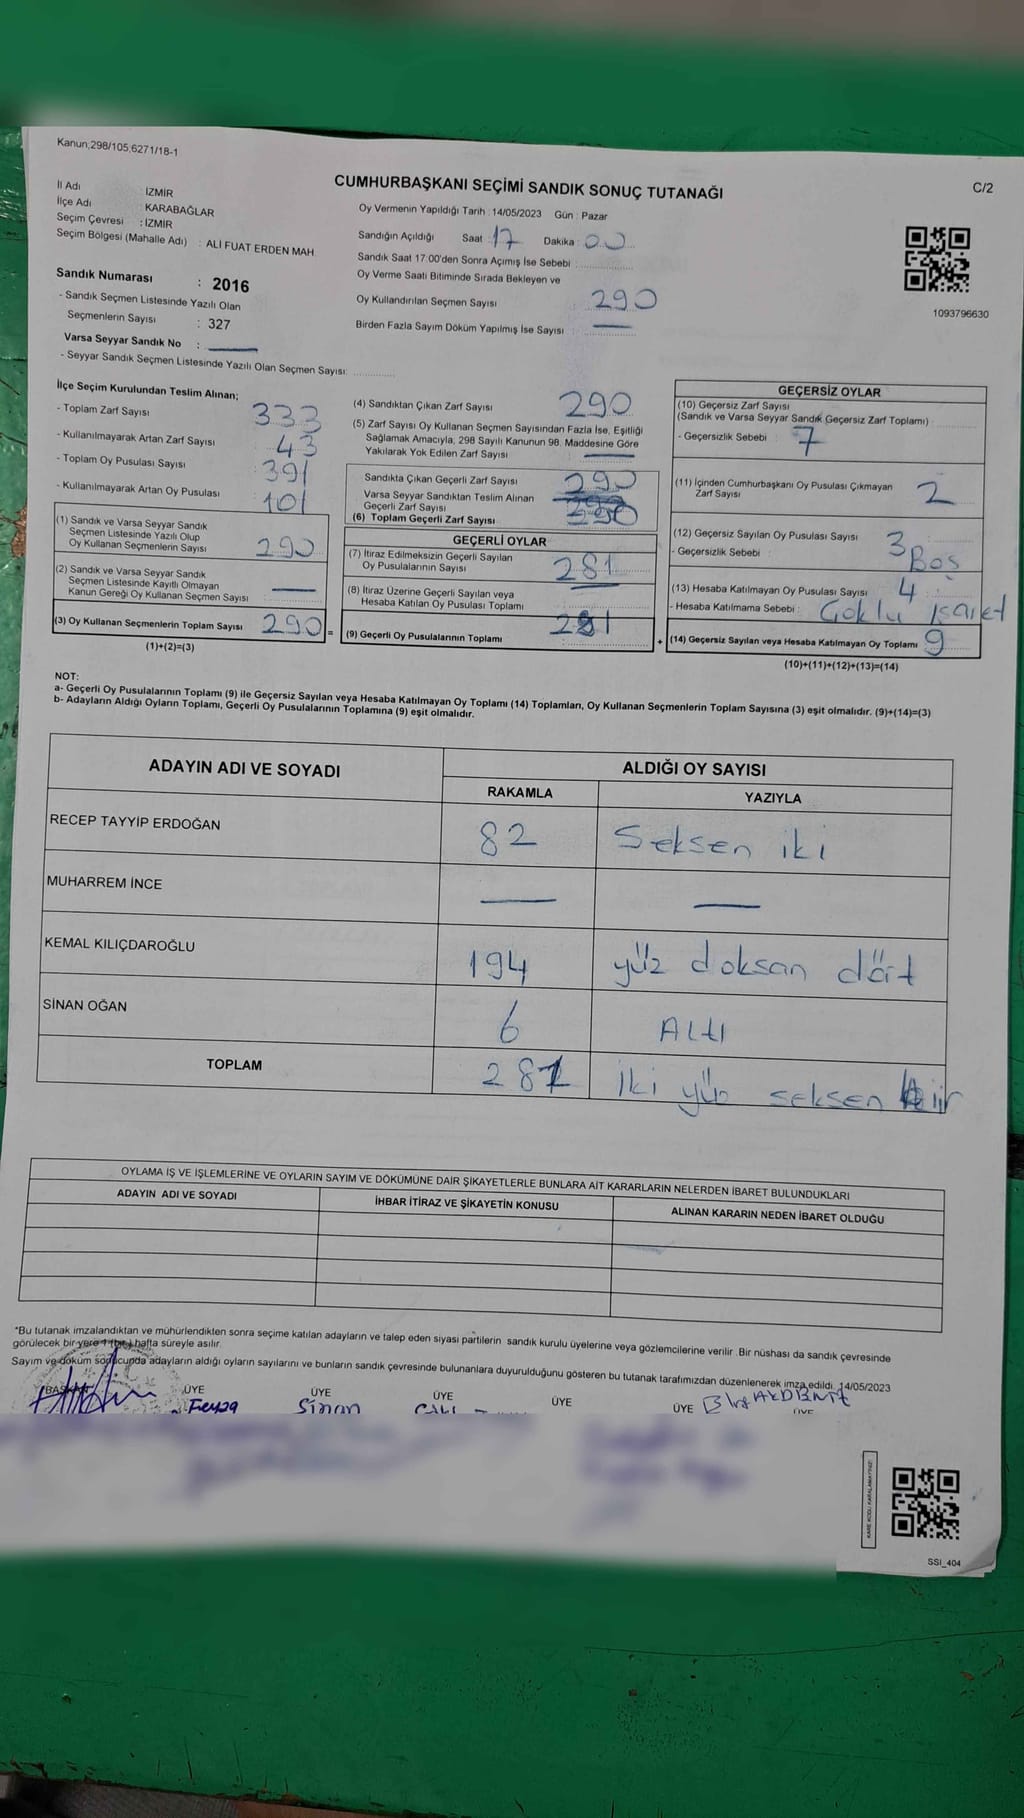 Kanun;298/105;6271/18-1
CUMHURBAŞKANI SEÇİMİ SANDIK SONUÇ TUTANAĞI
C/2
İl Adı : İZMİR
İlçe Adı : KARABAĞLAR
Seçim Çevresi : İZMİR
Seçim Bölgesi (Mahalle Adı) : ALİ FUAT ERDEN MAH.
Sandık Numarası : 2016
- Sandık Seçmen Listesinde Yazılı Olan
Seçmenlerin Sayısı : 327
Varsa Seyyar Sandık No :
- Seyyar Sandık Seçmen Listesinde Yazılı Olan Seçmen Sayısı:
Oy Vermenin Yapıldığı Tarih : 14/05/2023 Gün : Pazar
Sandığın Açıldığı Saat : 17 Dakika : 00
Sandık Saat 17:00'den Sonra Açımış İse Sebebi :
Oy Verme Saati Bitiminde Sırada Bekleyen ve
Oy Kullandırılan Seçmen Sayısı 290
Birden Fazla Sayım Döküm Yapılmış İse Sayısı
1093796630
İlçe Seçim Kurulundan Teslim Alınan;
- Toplam Zarf Sayısı 333
- Kullanılmayarak Artan Zarf Sayısı : 43
- Toplam Oy Pusulası Sayısı : 391
- Kullanılmayarak Artan Oy Pusulası : 101
(1) Sandık ve Varsa Seyyar Sandık
Seçmen Listesinde Yazılı Olup
Oy Kullanan Seçmenlerin Sayısı 290
(2) Sandık ve Varsa Seyyar Sandık
Seçmen Listesinde Kayıtlı Olmayan
Kanun Gereği Oy Kullanan Seçmen Sayısı
(3) Oy Kullanan Seçmenlerin Toplam Sayısı 290 =
(1)+(2)=(3)
(4) Sandıktan Çıkan Zarf Sayısı 290
(5) Zarf Sayısı Oy Kullanan Seçmen Sayısından Fazla İse, Eşitliği
Sağlamak Amacıyla, 298 Sayılı Kanunun 98. Maddesine Göre
Yakılarak Yok Edilen Zarf Sayısı
Sandıkta Çıkan Geçerli Zarf Sayısı 290
Varsa Seyyar Sandıktan Teslim Alınan
Geçerli Zarf Sayısı
(6) Toplam Geçerli Zarf Sayısı 290
GEÇERLİ OYLAR
(7) İtiraz Edilmeksizin Geçerli Sayılan
Oy Pusulalarının Sayısı 281
(8) İtiraz Üzerine Geçerli Sayılan veya
Hesaba Katılan Oy Pusulası Toplamı
(9) Geçerli Oy Pusulalarının Toplamı 281 +
GEÇERSİZ OYLAR
(10) Geçersiz Zarf Sayısı
(Sandık ve Varsa Seyyar Sandık Geçersiz Zarf Toplamı)
- Geçersizlik Sebebi : 7
(11) İçinden Cumhurbaşkanı Oy Pusulası Çıkmayan
Zarf Sayısı 2
(12) Geçersiz Sayılan Oy Pusulası Sayısı : 3
- Geçersizlik Sebebi : Boş
(13) Hesaba Katılmayan Oy Pusulası Sayısı : 4
- Hesaba Katılmama Sebebi : Çoklu işaret
(14) Geçersiz Sayılan veya Hesaba Katılmayan Oy Toplamı 9
(10)+(11)+(12)+(13)=(14)
NOT:
a- Geçerli Oy Pusulalarının Toplamı (9) ile Geçersiz Sayılan veya Hesaba Katılmayan Oy Toplamı (14) Toplamları, Oy Kullanan Seçmenlerin Toplam Sayısına (3) eşit olmalıdır. (9)+(14)=(3)
b- Adayların Aldığı Oyların Toplamı, Geçerli Oy Pusulalarının Toplamına (9) eşit olmalıdır.
ADAYIN ADI VE SOYADI ALDIĞI OY SAYISI
RAKAMLA YAZIYLA
RECEP TAYYİP ERDOĞAN 82 Seksen iki
MUHARREM İNCE
KEMAL KILIÇDAROĞLU 194 yüz doksan dört
SİNAN OĞAN 6 Altı
TOPLAM 281 iki yüz seksen bir
OYLAMA İŞ VE İŞLEMLERİNE VE OYLARIN SAYIM VE DÖKÜMÜNE DAİR ŞİKAYETLERLE BUNLARA AİT KARARLARIN NELERDEN İBARET BULUNDUKLARI
ADAYIN ADI VE SOYADI İHBAR İTİRAZ VE ŞİKAYETİN KONUSU ALINAN KARARIN NEDEN İBARET OLDUĞU
*Bu tutanak imzalandıktan ve mühürlendikten sonra seçime katılan adayların ve talep eden siyasi partilerin sandık kurulu üyelerine veya gözlemcilerine verilir. Bir nüshası da sandık çevresinde
görülecek bir yere 1 (bir) hafta süreyle asılır.
Sayım ve döküm sonucunda adayların aldığı oyların sayılarını ve bunların sandık çevresinde bulunanlara duyurulduğunu gösteren bu tutanak tarafımızdan düzenlenerek imza edildi. 14/05/2023
BAŞKAN ÜYE ÜYE ÜYE ÜYE ÜYE ÜYE
Feyza Sinan
KARE KODU KARALAMAYINIZ!
SSİ_404